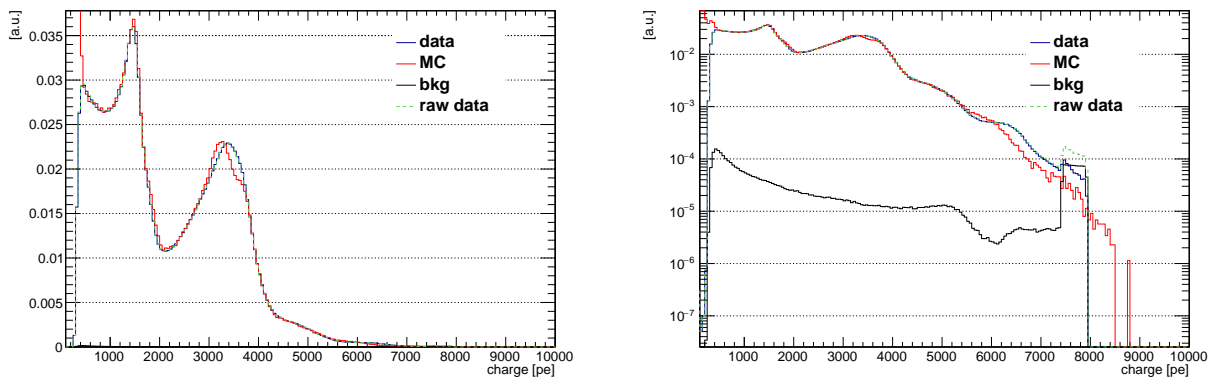 [a.u.]
0.035
0.03
0.025
0.02
0.015
0.01
0.005
0
data
MC
bkg
raw data
1000 2000 3000 4000 5000 6000 7000 8000 9000 10000
charge [pe]
[a.u.]
10⁻²
10⁻³
10⁻⁴
10⁻⁵
10⁻⁶
10⁻⁷
data
MC
bkg
raw data
1000 2000 3000 4000 5000 6000 7000 8000 9000 10000
charge [pe]